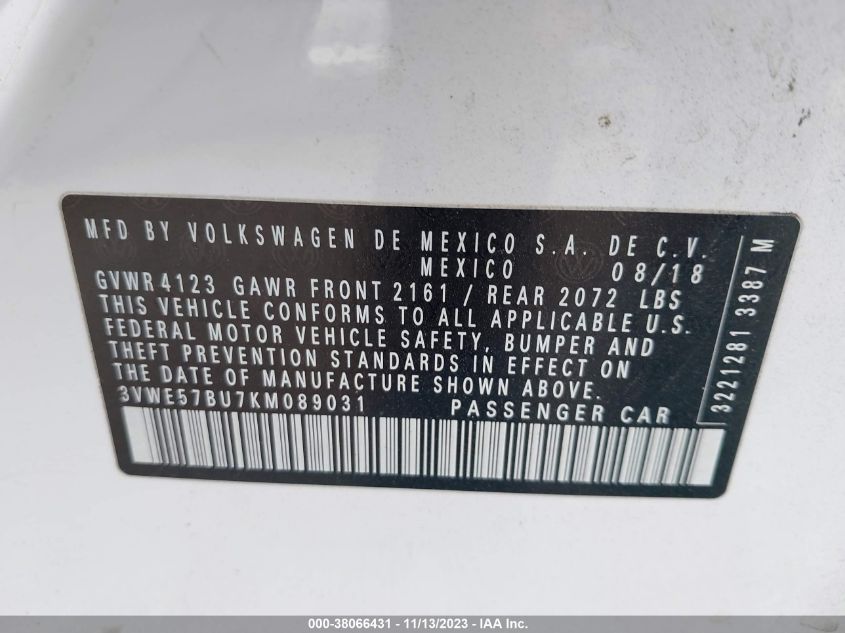 MFD BY VOLKSWAGEN DE MEXICO S.A. DE C.V.
MEXICO 08/18
GVWR 4123 GAWR FRONT 2161 / REAR 2072 LBS
THIS VEHICLE CONFORMS TO ALL APPLICABLE U.S.
FEDERAL MOTOR VEHICLE SAFETY, BUMPER AND
THEFT PREVENTION STANDARDS IN EFFECT ON
THE DATE OF MANUFACTURE SHOWN ABOVE.
3VWE57BU7KM089031 PASSENGER CAR
3221281 3387 M
000-38066431 - 11/13/2023 - IAA Inc.